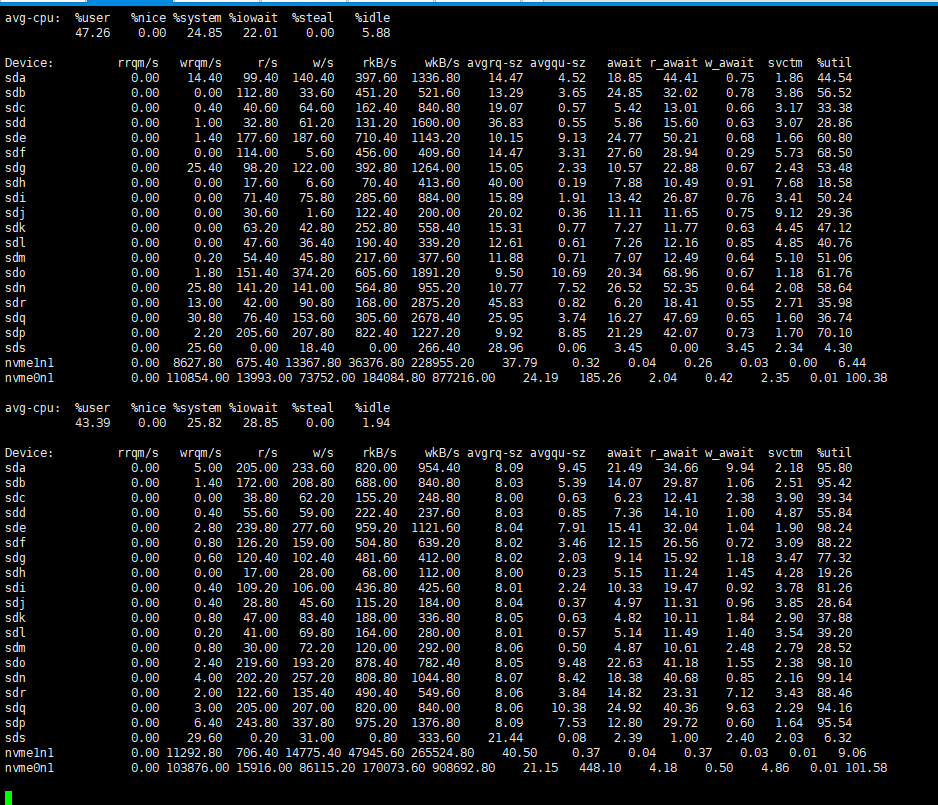 avg-cpu:  %user   %nice %system %iowait  %steal   %idle
          47.26    0.00   24.85   22.01    0.00    5.88
Device:         rrqm/s   wrqm/s     r/s     w/s    rkB/s    wkB/s avgrq-sz avgqu-sz   await r_await w_await  svctm  %util
sda               0.00    14.40   99.40  140.40   397.60  1336.80    14.47     4.52   18.85   44.41    0.75   1.86  44.54
sdb               0.00     0.00  112.80   33.60   451.20   521.60    13.29     3.65   24.85   32.02    0.78   3.86  56.52
sdc               0.00     0.40   40.60   64.60   162.40   840.80    19.07     0.57    5.42   13.01    0.66   3.17  33.38
sdd               0.00     1.00   32.80   61.20   131.20  1600.00    36.83     0.55    5.86   15.60    0.63   3.07  28.86
sde               0.00     1.40  177.60  187.60   710.40  1143.20    10.15     9.13   24.77   50.21    0.68   1.66  60.80
sdf               0.00     0.00  114.00    5.60   456.00   409.60    14.47     3.31   27.60   28.94    0.29   5.73  68.50
sdg               0.00    25.40   98.20  122.00   392.80  1264.00    15.05     2.33   10.57   22.88    0.67   2.43  53.48
sdh               0.00     0.00   17.60    6.60    70.40   413.60    40.00     0.19    7.88   10.49    0.91   7.68  18.58
sdi               0.00     0.00   71.40   75.80   285.60   884.00    15.89     1.91   13.42   26.87    0.76   3.41  50.24
sdj               0.00     0.00   30.60    1.60   122.40   200.00    20.02     0.36   11.11   11.65    0.75   9.12  29.36
sdk               0.00     0.00   63.20   42.80   252.80   558.40    15.31     0.77    7.27   11.77    0.63   4.45  47.12
sdl               0.00     0.00   47.60   36.40   190.40   339.20    12.61     0.61    7.26   12.16    0.85   4.85  40.76
sdm               0.00     0.20   54.40   45.80   217.60   377.60    11.88     0.71    7.07   12.49    0.64   5.10  51.06
sdo               0.00     1.80  151.40  374.20   605.60  1891.20     9.50    10.69   20.34   68.96    0.67   1.18  61.76
sdn               0.00    25.80  141.20  141.00   564.80   955.20    10.77     7.52   26.52   52.35    0.64   2.08  58.64
sdr               0.00    13.00   42.00   90.80   168.00  2875.20    45.83     0.82    6.20   18.41    0.55   2.71  35.98
sdq               0.00    30.80   76.40  153.60   305.60  2678.40    25.95     3.74   16.27   47.69    0.65   1.60  36.74
sdp               0.00     2.20  205.60  207.80   822.40  1227.20     9.92     8.85   21.29   42.07    0.73   1.70  70.10
sds               0.00    25.60    0.00   18.40     0.00   266.40    28.96     0.06    3.45    0.00    3.45   2.34   4.30
nvme1n1           0.00  8627.80  675.40 13367.80 36376.80 228955.20    37.79     0.32    0.04    0.26    0.03   0.00   6.44
nvme0n1           0.00 110854.00 13993.00 73752.00 184084.80 877216.00    24.19   185.26    2.04    0.42    2.35   0.01 100.38
avg-cpu:  %user   %nice %system %iowait  %steal   %idle
          43.39    0.00   25.82   28.85    0.00    1.94
Device:         rrqm/s   wrqm/s     r/s     w/s    rkB/s    wkB/s avgrq-sz avgqu-sz   await r_await w_await  svctm  %util
sda               0.00     5.00  205.00  233.60   820.00   954.40     8.09     9.45   21.49   34.66    9.94   2.18  95.80
sdb               0.00     1.40  172.00  208.80   688.00   840.80     8.03     5.39   14.07   29.87    1.06   2.51  95.42
sdc               0.00     0.00   38.80   62.20   155.20   248.80     8.00     0.63    6.23   12.41    2.38   3.90  39.34
sdd               0.00     0.40   55.60   59.00   222.40   237.60     8.03     0.85    7.36   14.10    1.00   4.87  55.84
sde               0.00     2.80  239.80  277.60   959.20  1121.60     8.04     7.91   15.41   32.04    1.04   1.90  98.24
sdf               0.00     0.80  126.20  159.00   504.80   639.20     8.02     3.46   12.15   26.56    0.72   3.09  88.22
sdg               0.00     0.60  120.40  102.40   481.60   412.00     8.02     2.03    9.14   15.92    1.18   3.47  77.32
sdh               0.00     0.00   17.00   28.00    68.00   112.00     8.00     0.23    5.15   11.24    1.45   4.28  19.26
sdi               0.00     0.40  109.20  106.00   436.80   425.60     8.01     2.24   10.33   19.47    0.92   3.78  81.26
sdj               0.00     0.40   28.80   45.60   115.20   184.00     8.04     0.37    4.97   11.31    0.96   3.85  28.64
sdk               0.00     0.80   47.00   83.40   188.00   336.80     8.05     0.63    4.82   10.11    1.84   2.90  37.88
sdl               0.00     0.20   41.00   69.80   164.00   280.00     8.01     0.57    5.14   11.49    1.40   3.54  39.20
sdm               0.00     0.80   30.00   72.20   120.00   292.00     8.06     0.50    4.87   10.61    2.48   2.79  28.52
sdo               0.00     2.40  219.60  193.20   878.40   782.40     8.05     9.48   22.63   41.18    1.55   2.38  98.10
sdn               0.00     4.00  202.20  257.20   808.80  1044.80     8.07     8.42   18.38   40.68    0.85   2.16  99.14
sdr               0.00     2.00  122.60  135.40   490.40   549.60     8.06     3.84   14.82   23.31    7.12   3.43  88.46
sdq               0.00     3.00  205.00  207.00   820.00   840.00     8.06    10.38   24.92   40.36    9.63   2.29  94.16
sdp               0.00     6.40  243.80  337.80   975.20  1376.80     8.09     7.53   12.80   29.72    0.60   1.64  95.54
sds               0.00    29.60    0.20   31.00     0.80   333.60    21.44     0.08    2.39    1.00    2.40   2.03   6.32
nvme1n1           0.00 11292.80  706.40 14775.40 47945.60 265524.80    40.50     0.37    0.04    0.37    0.03   0.01   9.06
nvme0n1           0.00 103876.00 15916.00 86115.20 170073.60 908692.80    21.15   448.10    4.18    0.50    4.86   0.01 101.58